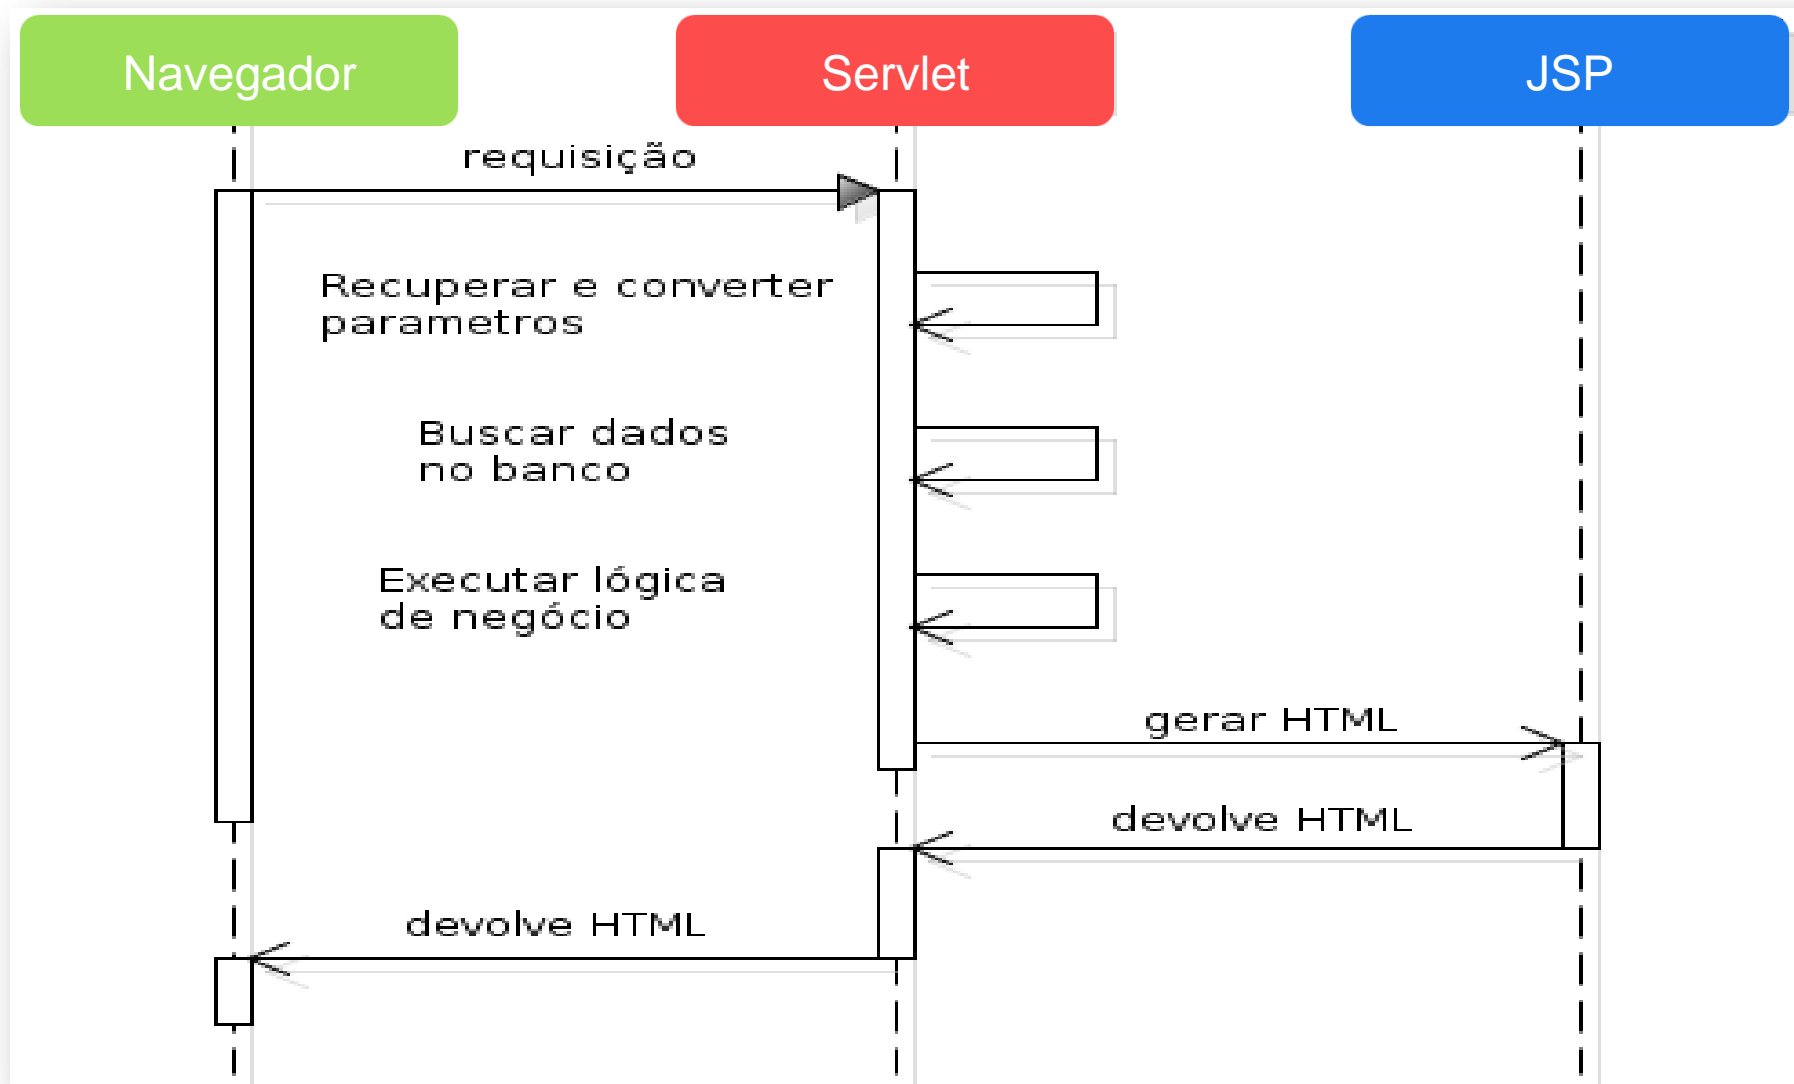 Navegador
Servlet
JSP
requisição
Recuperar e converter
parametros
Buscar dados
no banco
Executar lógica
de negócio
gerar HTML
devolve HTML
devolve HTML